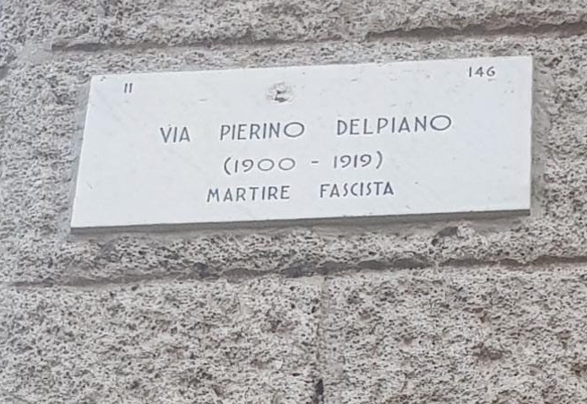 11 146
VIA PIERINO DELPIANO
(1900 - 1919)
MARTIRE FASCISTA